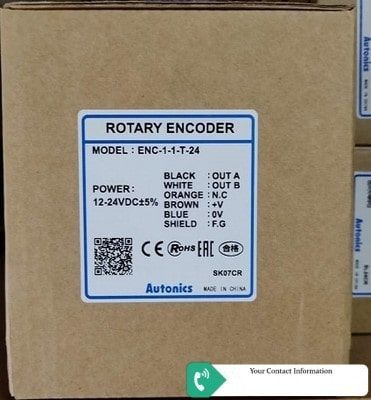 ROTARY ENCODER
MODEL : ENC-1-1-T-24
POWER :
12-24VDC±5%
BLACK : OUT A
WHITE : OUT B
ORANGE : N.C
BROWN : +V
BLUE : 0V
SHIELD : F.G
CE RoHS EAC 合格
SK07CR
Autonics
MADE IN CHINA
Your Contact Information